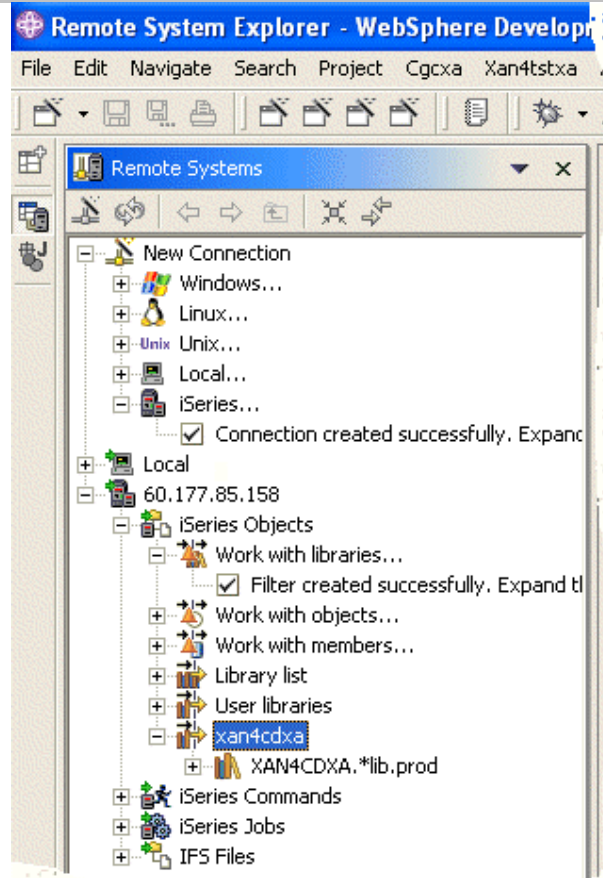 Remote System Explorer - WebSphere Develop
File Edit Navigate Search Project Cgcxa Xan4tstxa
Remote Systems
New Connection
Windows...
Linux...
Unix Unix...
Local...
iSeries...
Connection created successfully. Expand
Local
60.177.85.158
iSeries Objects
Work with libraries...
Filter created successfully. Expand th
Work with objects...
Work with members...
Library list
User libraries
xan4cdxa
XAN4CDXA.*lib.prod
iSeries Commands
iSeries Jobs
IFS Files